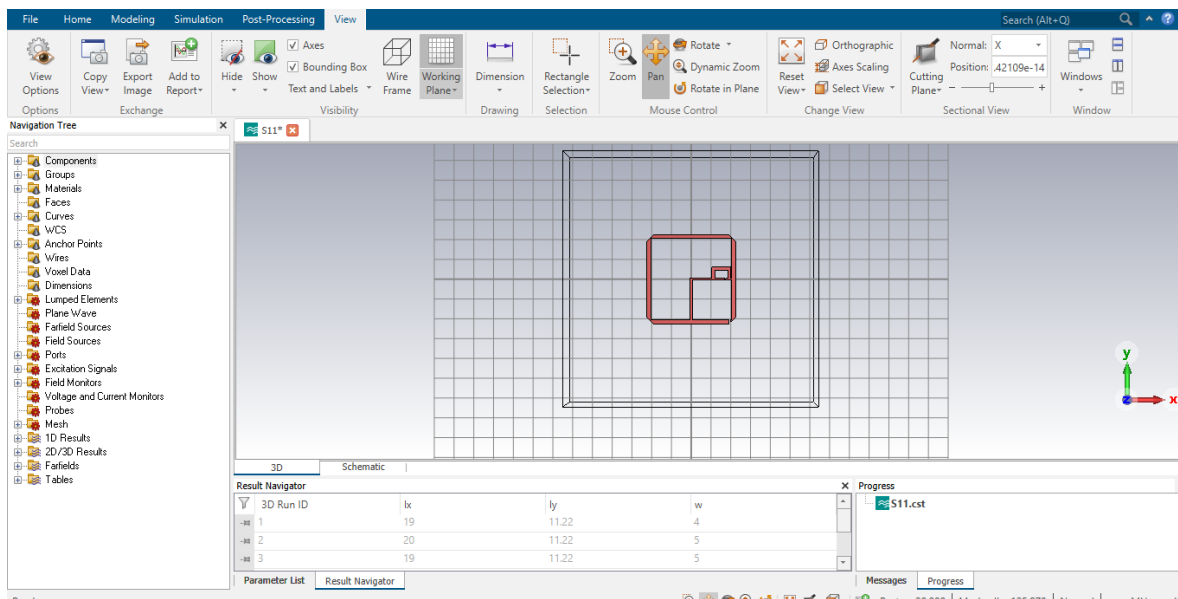 File Home Modeling Simulation Post-Processing View Search (Alt+Q)
Axes
Bounding Box
Text and Labels
View Options
Copy View
Export Image
Add to Report
Hide Show
Wire Frame
Working Plane
Dimension
Rectangle Selection
Zoom Pan
Rotate
Dynamic Zoom
Rotate in Plane
Reset View
Orthographic
Axes Scaling
Select View
Cutting Plane
Normal: X
Position: .42109e-14
Windows
Options Exchange Visibility Drawing Selection Mouse Control Change View Sectional View Window
Navigation Tree
Search
S11*
Components
Groups
Materials
Faces
Curves
WCS
Anchor Points
Wires
Voxel Data
Dimensions
Lumped Elements
Plane Wave
Farfield Sources
Field Sources
Ports
Excitation Signals
Field Monitors
Voltage and Current Monitors
Probes
Mesh
1D Results
2D/3D Results
Farfields
Tables
y
z x
3D Schematic
Result Navigator
3D Run ID lx ly w
1 19 11.22 4
2 20 11.22 5
3 19 11.22 5
Parameter List Result Navigator
Progress
S11.cst
Messages Progress